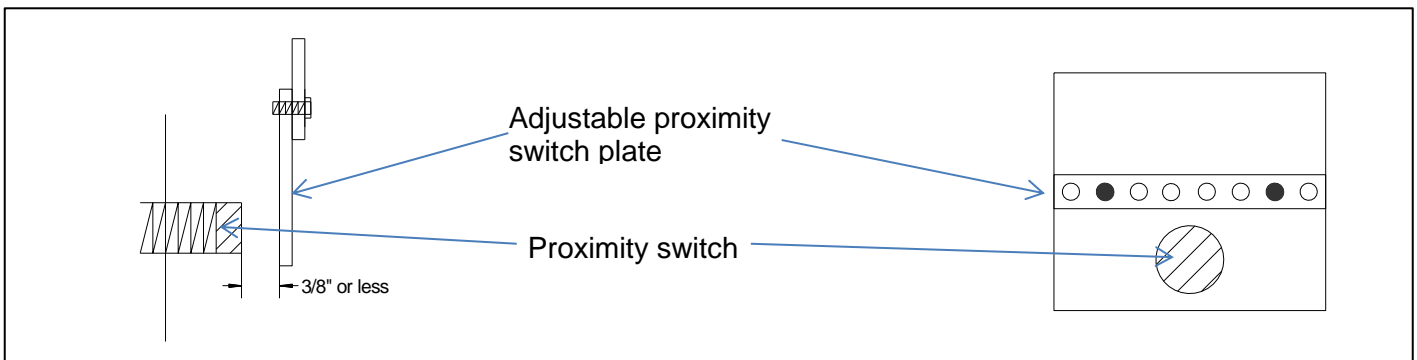 Adjustable proximity
switch plate
Proximity switch
3/8" or less